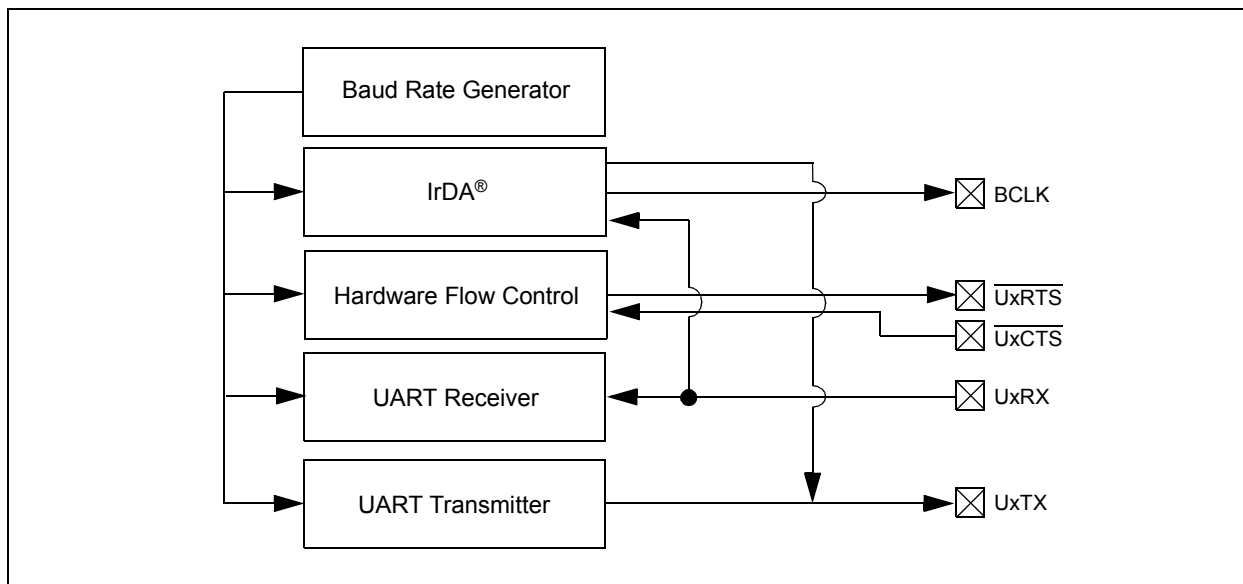 Baud Rate Generator
IrDA®
BCLK
Hardware Flow Control
UxRTS
UxCTS
UART Receiver
UxRX
UART Transmitter
UxTX